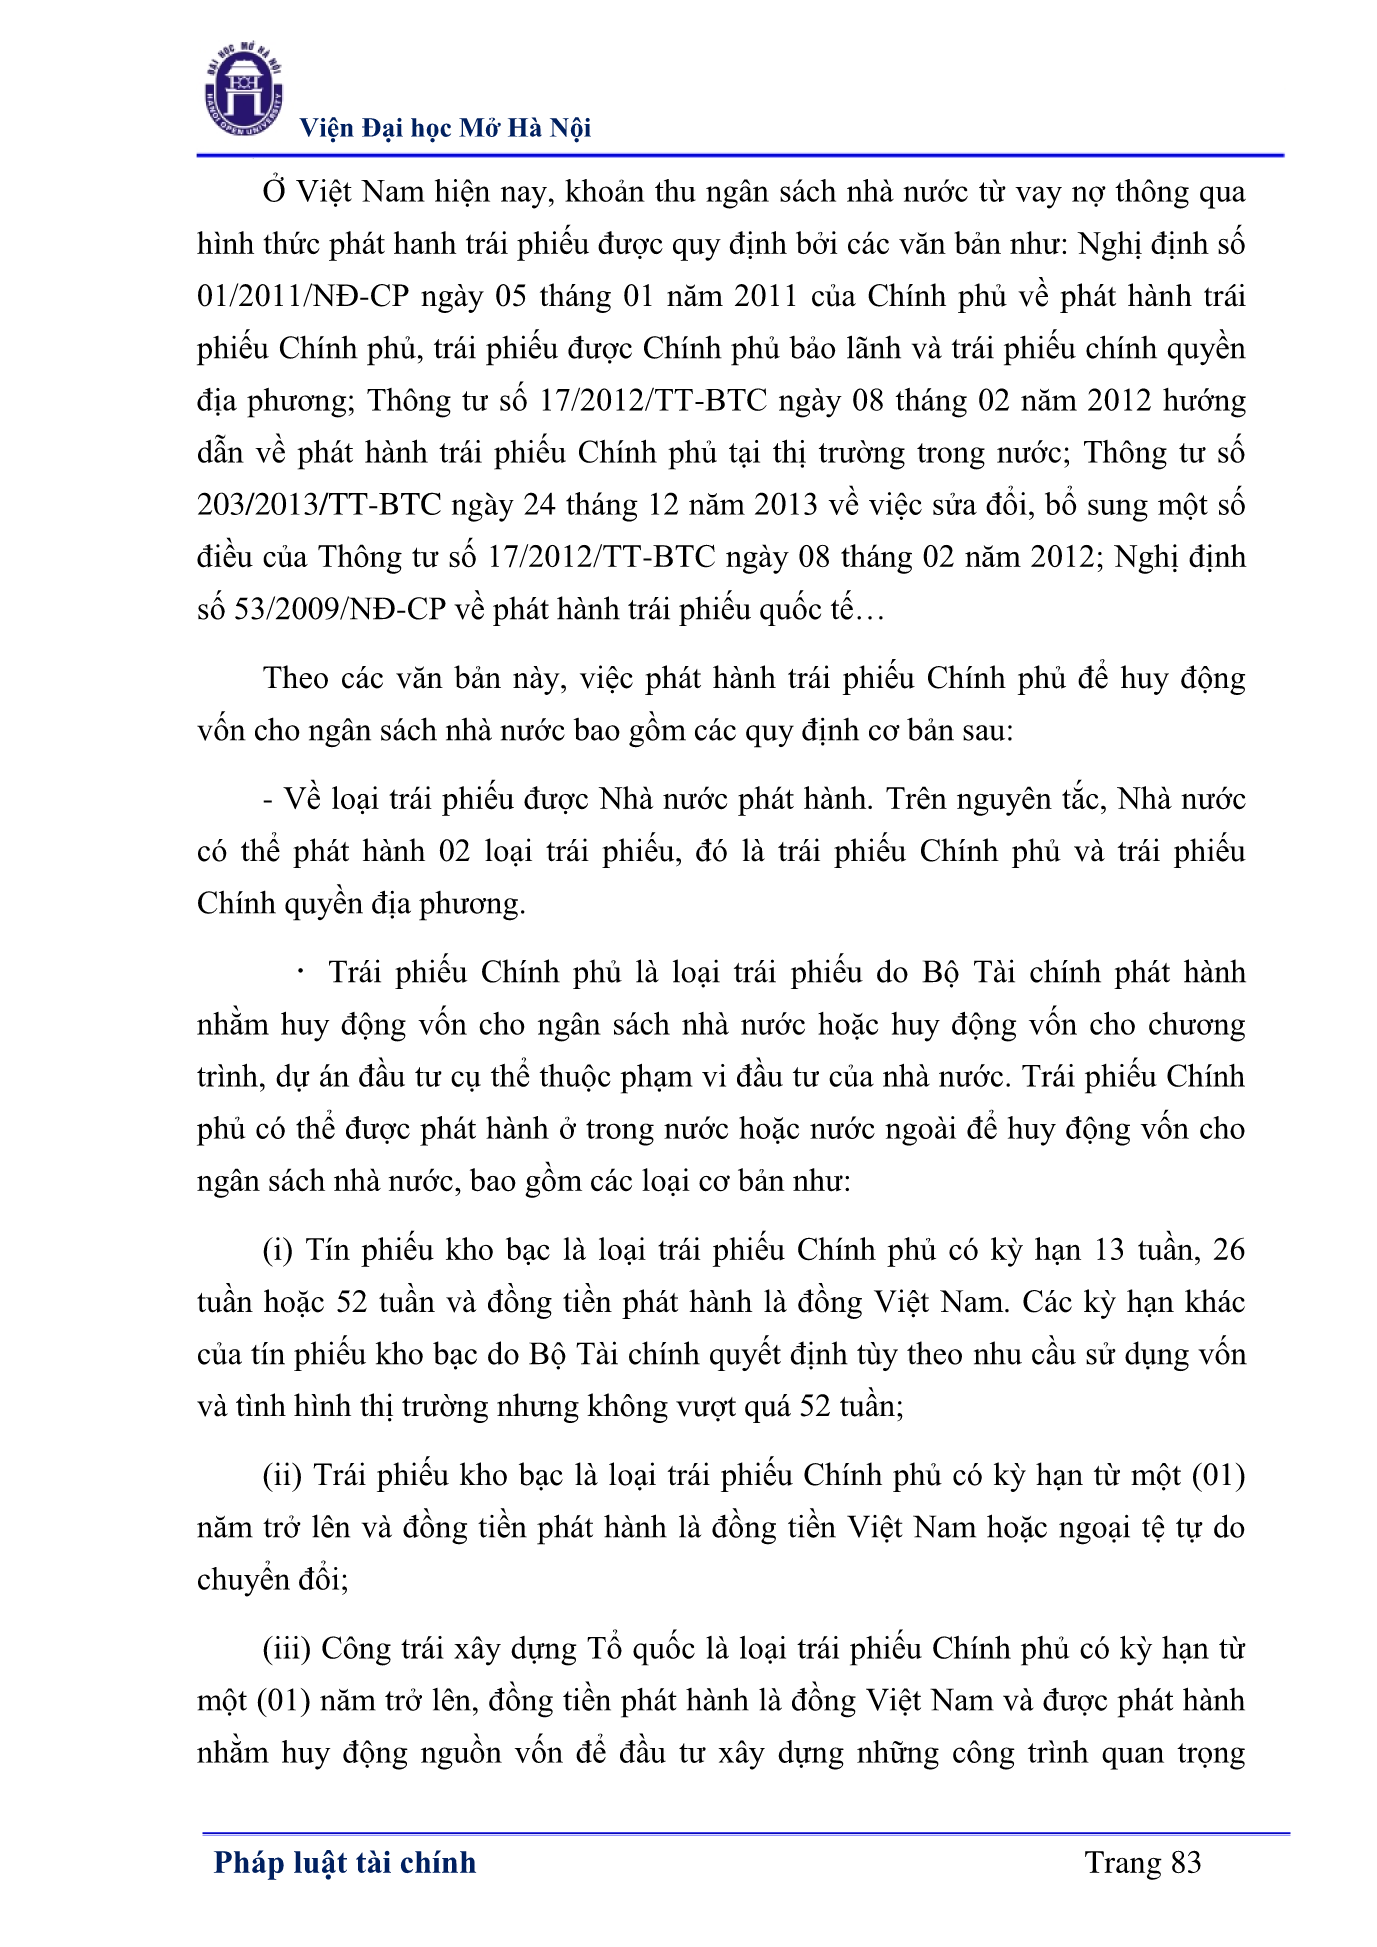 ĐẠI HỌC MỞ HÀ NỘI
HANOI OPEN UNIVERSITY
Viện Đại học Mở Hà Nội
Ở Việt Nam hiện nay, khoản thu ngân sách nhà nước từ vay nợ thông qua
hình thức phát hanh trái phiếu được quy định bởi các văn bản như: Nghị định số
01/2011/NĐ-CP ngày 05 tháng 01 năm 2011 của Chính phủ về phát hành trái
phiếu Chính phủ, trái phiếu được Chính phủ bảo lãnh và trái phiếu chính quyền
địa phương; Thông tư số 17/2012/TT-BTC ngày 08 tháng 02 năm 2012 hướng
dẫn về phát hành trái phiếu Chính phủ tại thị trường trong nước; Thông tư số
203/2013/TT-BTC ngày 24 tháng 12 năm 2013 về việc sửa đổi, bổ sung một số
điều của Thông tư số 17/2012/TT-BTC ngày 08 tháng 02 năm 2012; Nghị định
số 53/2009/NĐ-CP về phát hành trái phiếu quốc tế…
Theo các văn bản này, việc phát hành trái phiếu Chính phủ để huy động
vốn cho ngân sách nhà nước bao gồm các quy định cơ bản sau:
- Về loại trái phiếu được Nhà nước phát hành. Trên nguyên tắc, Nhà nước
có thể phát hành 02 loại trái phiếu, đó là trái phiếu Chính phủ và trái phiếu
Chính quyền địa phương.
· Trái phiếu Chính phủ là loại trái phiếu do Bộ Tài chính phát hành
nhằm huy động vốn cho ngân sách nhà nước hoặc huy động vốn cho chương
trình, dự án đầu tư cụ thể thuộc phạm vi đầu tư của nhà nước. Trái phiếu Chính
phủ có thể được phát hành ở trong nước hoặc nước ngoài để huy động vốn cho
ngân sách nhà nước, bao gồm các loại cơ bản như:
(i) Tín phiếu kho bạc là loại trái phiếu Chính phủ có kỳ hạn 13 tuần, 26
tuần hoặc 52 tuần và đồng tiền phát hành là đồng Việt Nam. Các kỳ hạn khác
của tín phiếu kho bạc do Bộ Tài chính quyết định tùy theo nhu cầu sử dụng vốn
và tình hình thị trường nhưng không vượt quá 52 tuần;
(ii) Trái phiếu kho bạc là loại trái phiếu Chính phủ có kỳ hạn từ một (01)
năm trở lên và đồng tiền phát hành là đồng tiền Việt Nam hoặc ngoại tệ tự do
chuyển đổi;
(iii) Công trái xây dựng Tổ quốc là loại trái phiếu Chính phủ có kỳ hạn từ
một (01) năm trở lên, đồng tiền phát hành là đồng Việt Nam và được phát hành
nhằm huy động nguồn vốn để đầu tư xây dựng những công trình quan trọng
Pháp luật tài chính
Trang 83